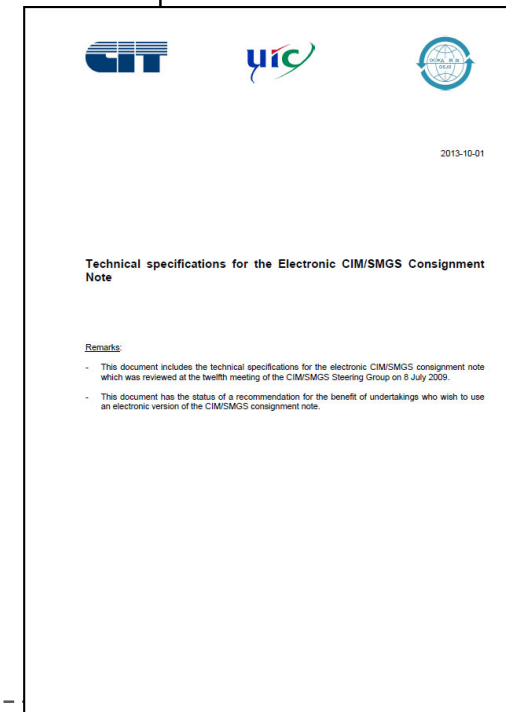 CIT
uic
2013-10-01
Technical specifications for the Electronic CIM/SMGS Consignment
Note
Remarks:
- This document includes the technical specifications for the electronic CIM/SMGS consignment note
which was reviewed at the twelfth meeting of the CIM/SMGS Steering Group on 8 July 2009.
- This document has the status of a recommendation for the benefit of undertakings who wish to use
an electronic version of the CIM/SMGS consignment note.